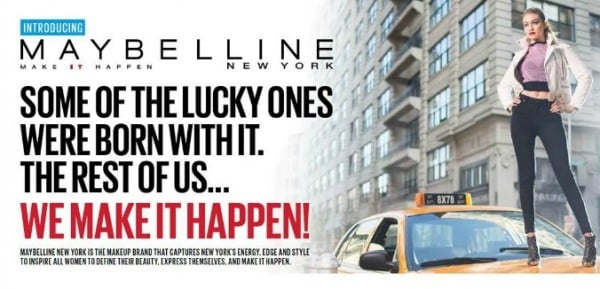 INTRODUCING
MAYBELLINE
MAKE IT HAPPEN NEW YORK
SOME OF THE LUCKY ONES
WERE BORN WITH IT.
THE REST OF US...
WE MAKE IT HAPPEN!
MAYBELLINE NEW YORK IS THE MAKEUP BRAND THAT CAPTURES NEW YORK'S ENERGY, EDGE AND STYLE
TO INSPIRE ALL WOMEN TO DEFINE THEIR BEAUTY, EXPRESS THEMSELVES, AND MAKE IT HAPPEN.
8X78